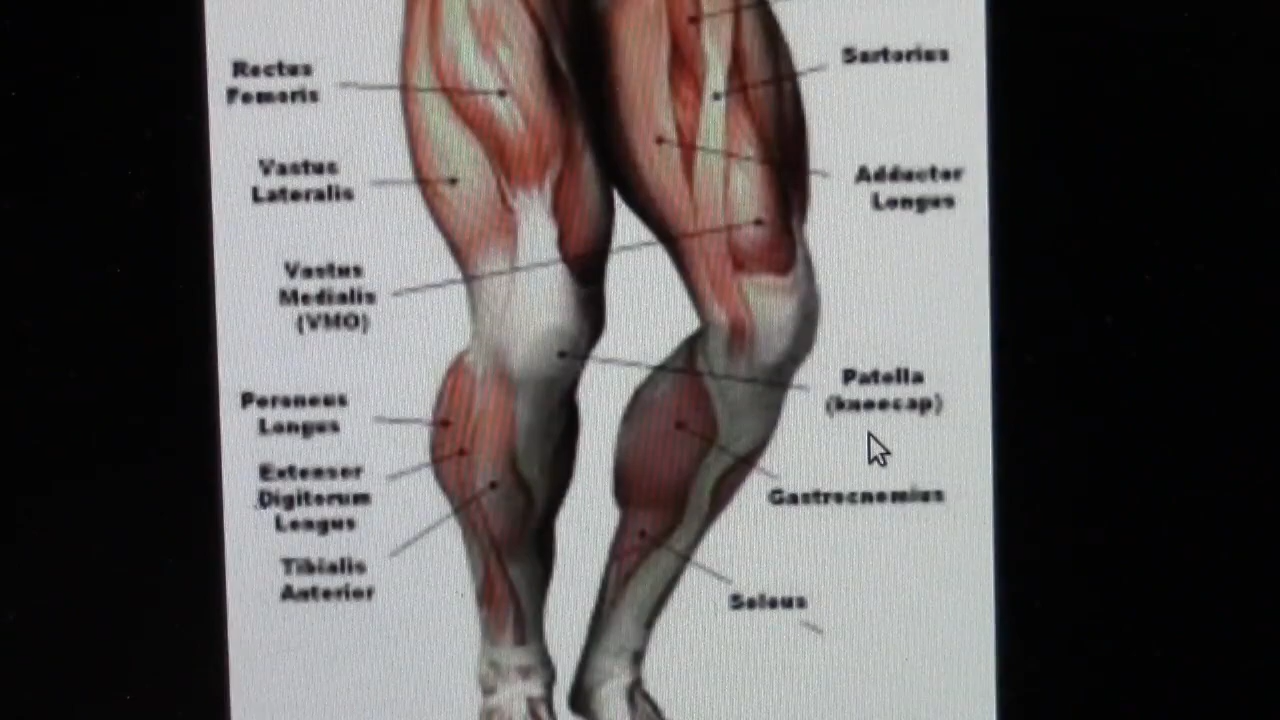 Rectus
Femoris
Sartorius
Vastus
Lateralis
Adductor
Longus
Vastus
Medialis
(VMO)
Patella
(kneecap)
Peroneus
Longus
Extensor
Digitorum
Longus
Gastrocnomius
Tibialis
Anterior
Soleus